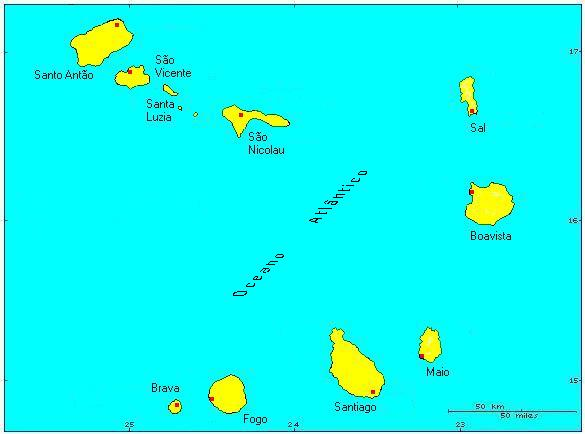 17
São
Vicente
Santo Antão
Santa
Luzia
São
Nicolau
Sal
Oceano Atlântico
16
Boavista
15
Maio
Brava
Santiago
Fogo
50 km
50 miles
25
24
23